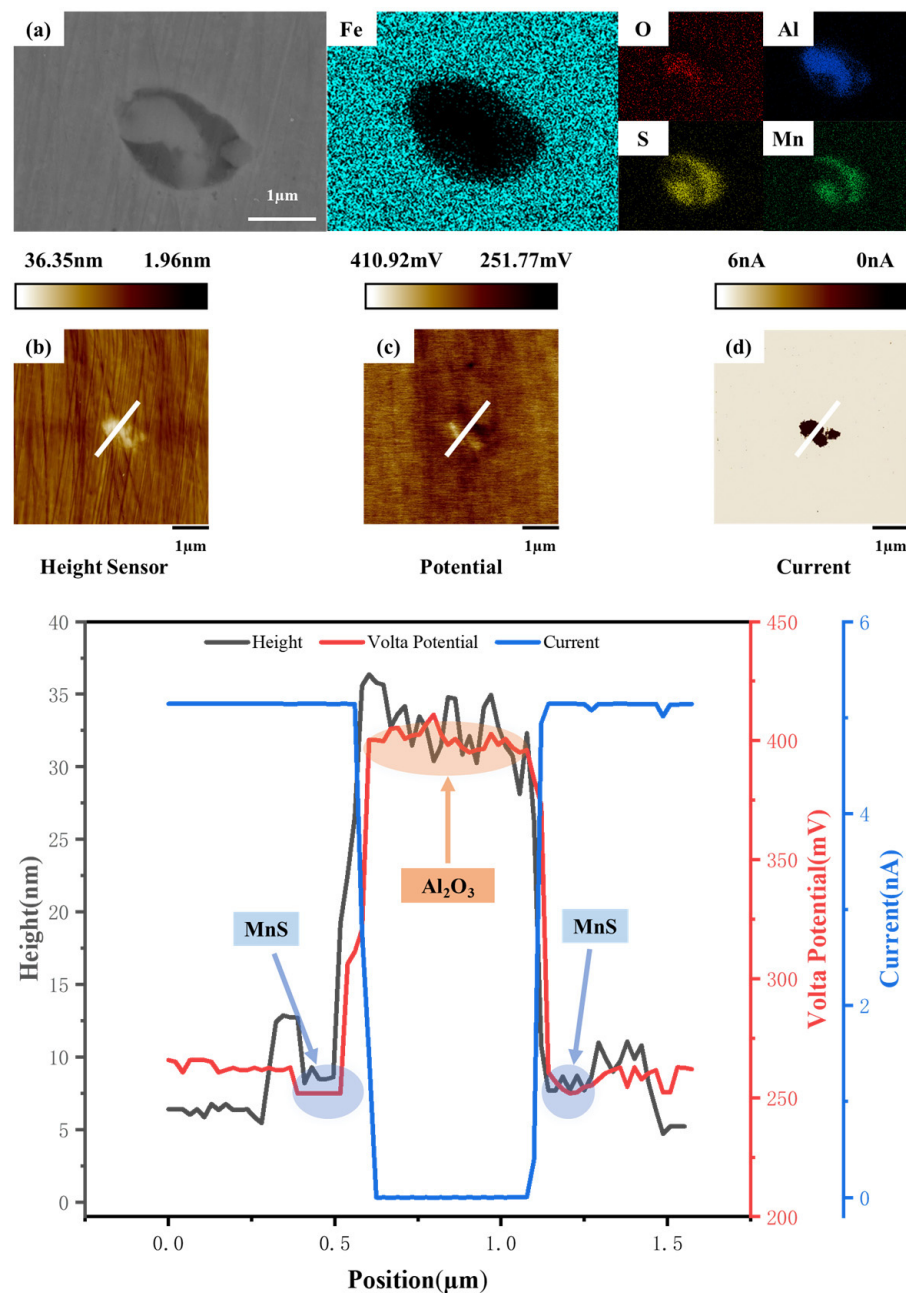 (a)
Fe
O
Al
S
Mn
1μm
36.35nm 1.96nm
410.92mV 251.77mV
6nA 0nA
(b)
(c)
(d)
1μm
1μm
1μm
Height Sensor
Potential
Current
40
35
30
25
20
15
10
5
0
Height(nm)
Height
Volta Potential
Current
Al₂O₃
MnS
MnS
450
400
350
300
250
200
Volta Potential(mV)
6
4
2
0
Current(nA)
0.0
0.5
1.0
1.5
Position(μm)